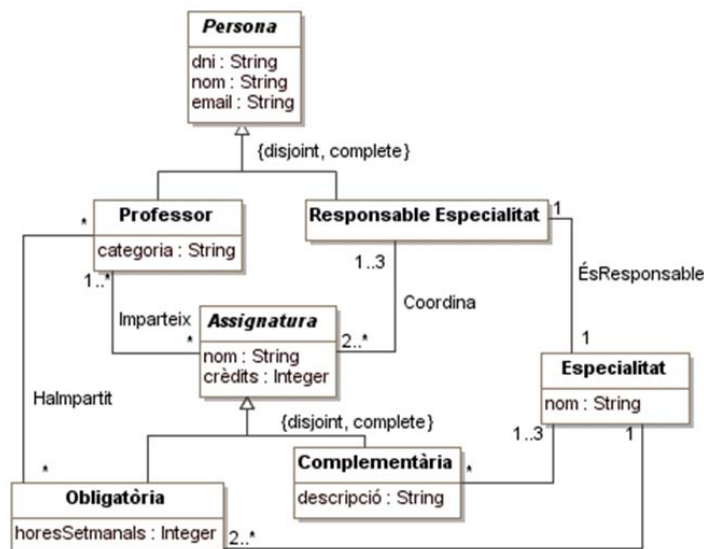 Persona
dni : String
nom : String
email : String
{disjoint, complete}
Professor
categoria : String
Responsable Especialitat
1
*
1..*
1..3
ÉsResponsable
Imparteix
Coordina
Assignatura
nom : String
crèdits : Integer
*
2..*
1
Especialitat
nom : String
HaImpartit
{disjoint, complete}
1..3
1
Complementària
descripció : String
*
*
Obligatòria
horesSetmanals : Integer
2..*